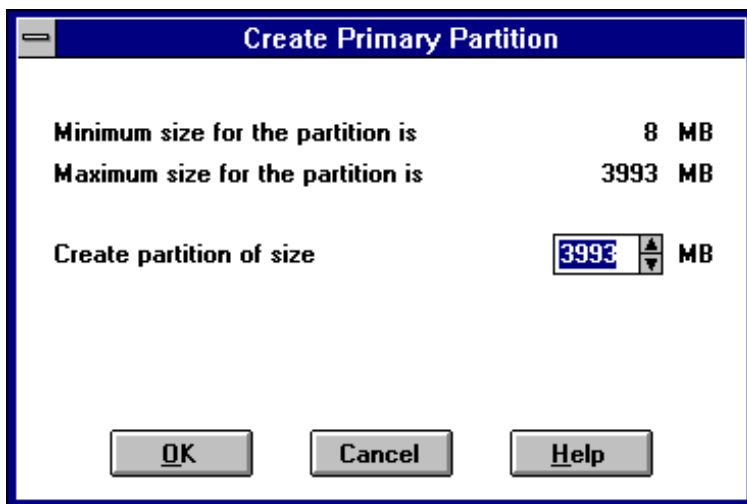 Create Primary Partition
Minimum size for the partition is 8 MB
Maximum size for the partition is 3993 MB
Create partition of size 3993 MB
OK Cancel Help